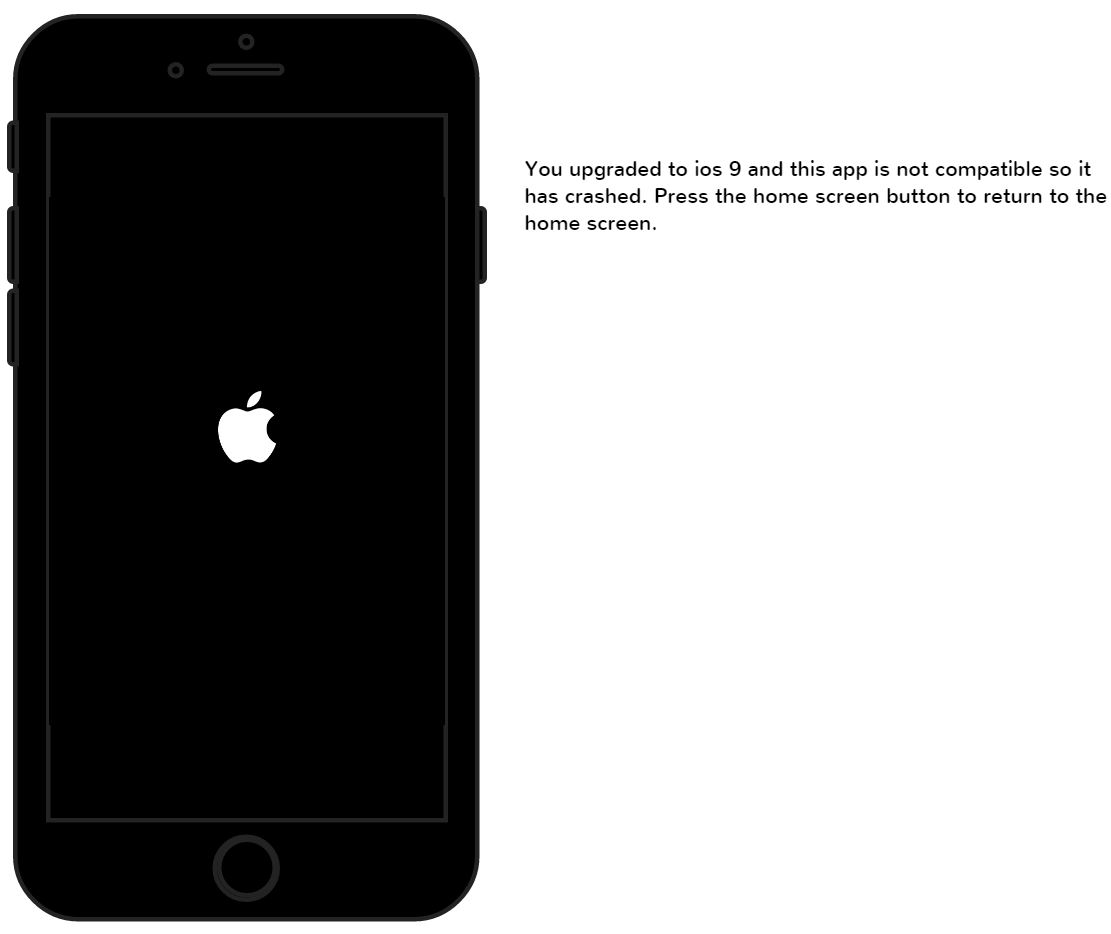 You upgraded to ios 9 and this app is not compatible so it
has crashed. Press the home screen button to return to the
home screen.